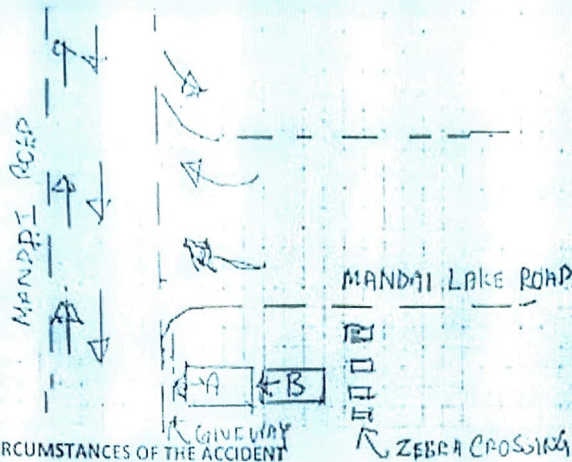 MANDAI ROAD
MANDAI LAKE ROAD
A
B
GIVEWAY
ZEBRA CROSSING
RCUMSTANCES OF THE ACCIDENT